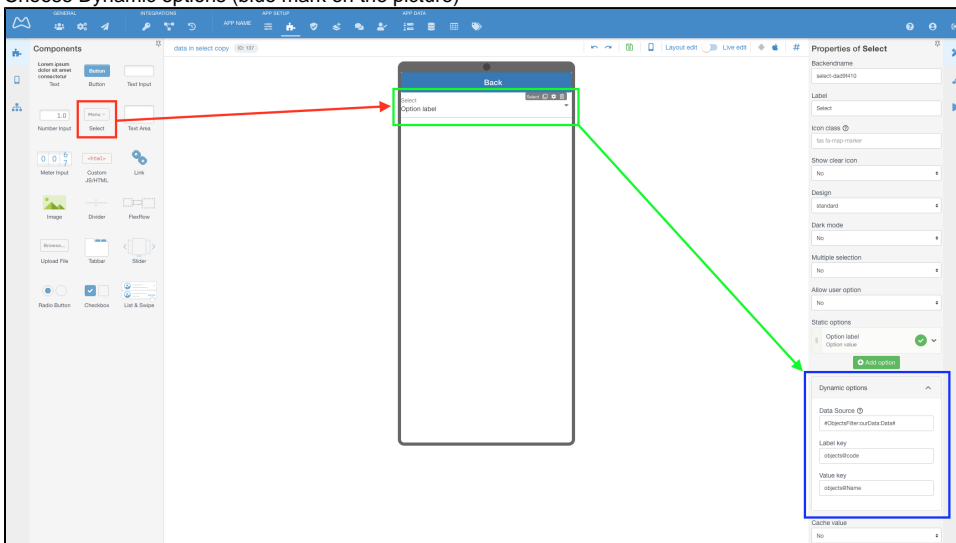 Choose Dynamic options (blue mark on the picture)
GENERAL
INTEGRATIONS
APP SETUP
APP DATA
APP NAME
Components
data in select copy
ID: 137
Layout edit
Live edit
Properties of Select
Lorem ipsum
dolor sit amet
consectetur
Text
Button
Button
Text Input
1.0
Number Input
Menu
Select
Text Area
0 0 6
7
Meter Input
<html>
Custom
JS/HTML
Link
Image
Divider
FlexRow
Browse...
Upload File
Tabbar
Slider
Radio Button
Checkbox
List & Swipe
Back
Select
Select
Option label
Backendname
select-dad9f410
Label
Select
Icon class
fas fa-map-marker
Show clear icon
No
Design
standard
Dark mode
No
Multiple selection
No
Allow user option
No
Static options
Option label
Option value
Add option
Dynamic options
Data Source
#ObjectsFilter:ourData:Data#
Label key
objects@code
Value key
objects@Name
Cache value
No